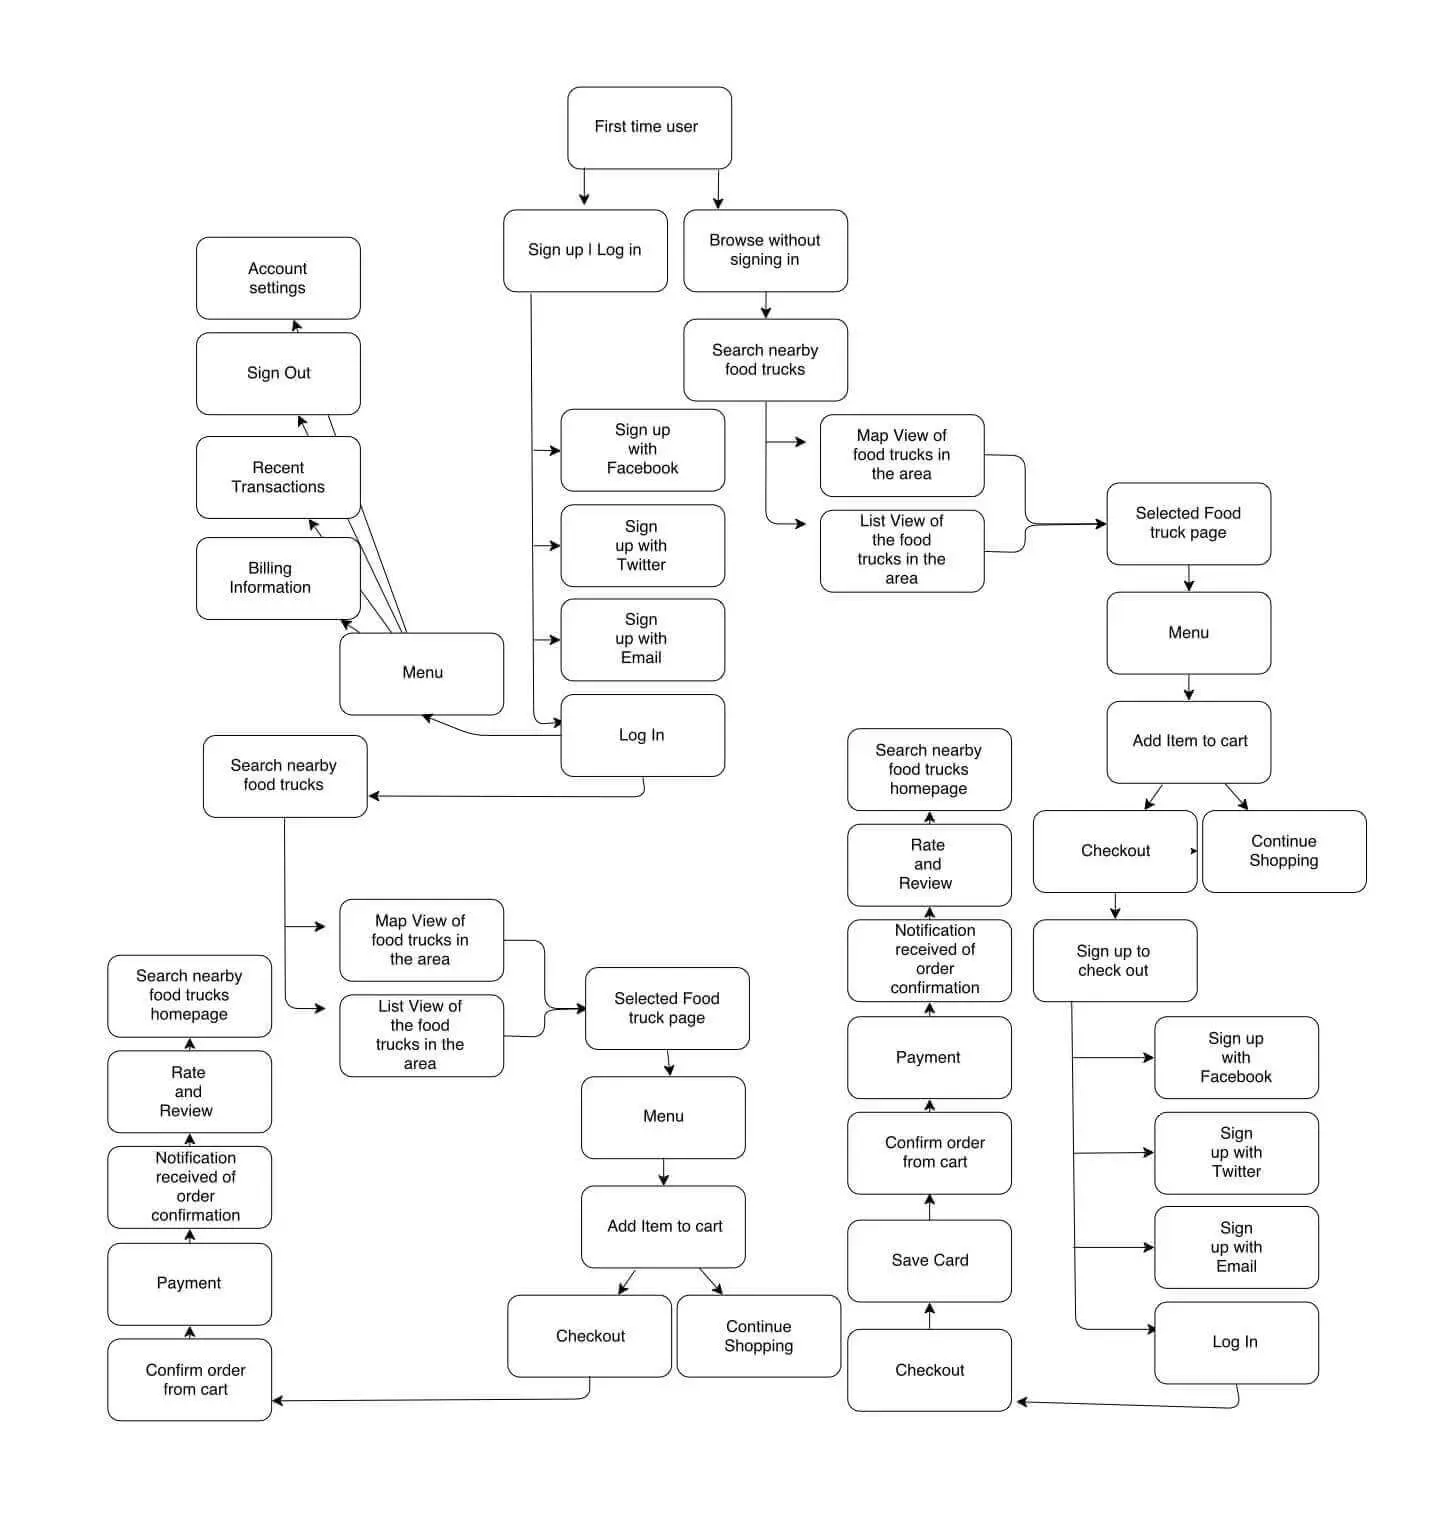 First time user
Sign up | Log in
Browse without
signing in
Account
settings
Sign Out
Recent
Transactions
Billing
Information
Menu
Search nearby
food trucks
Sign up
with
Facebook
Sign
up with
Twitter
Sign
up with
Email
Log In
Map View of
food trucks in
the area
List View of
the food
trucks in the
area
Selected Food
truck page
Menu
Add Item to cart
Checkout
Continue
Shopping
Sign up to
check out
Sign up
with
Facebook
Sign
up with
Twitter
Sign
up with
Email
Log In
Search nearby
food trucks
homepage
Rate
and
Review
Notification
received of
order
confirmation
Payment
Confirm order
from cart
Save Card
Checkout
Search nearby
food trucks
Map View of
food trucks in
the area
List View of
the food
trucks in the
area
Selected Food
truck page
Menu
Add Item to cart
Checkout
Continue
Shopping
Search nearby
food trucks
homepage
Rate
and
Review
Notification
received of
order
confirmation
Payment
Confirm order
from cart